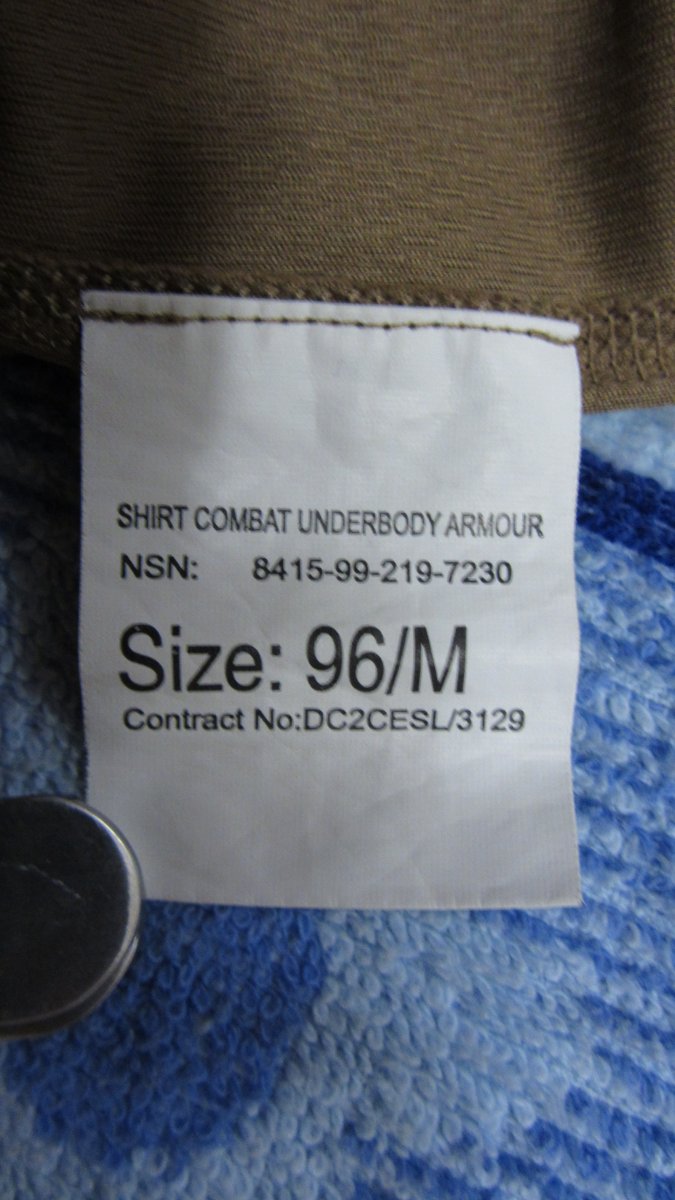 SHIRT COMBAT UNDERBODY ARMOUR
NSN: 8415-99-219-7230
Size: 96/M
Contract No:DC2CESL/3129